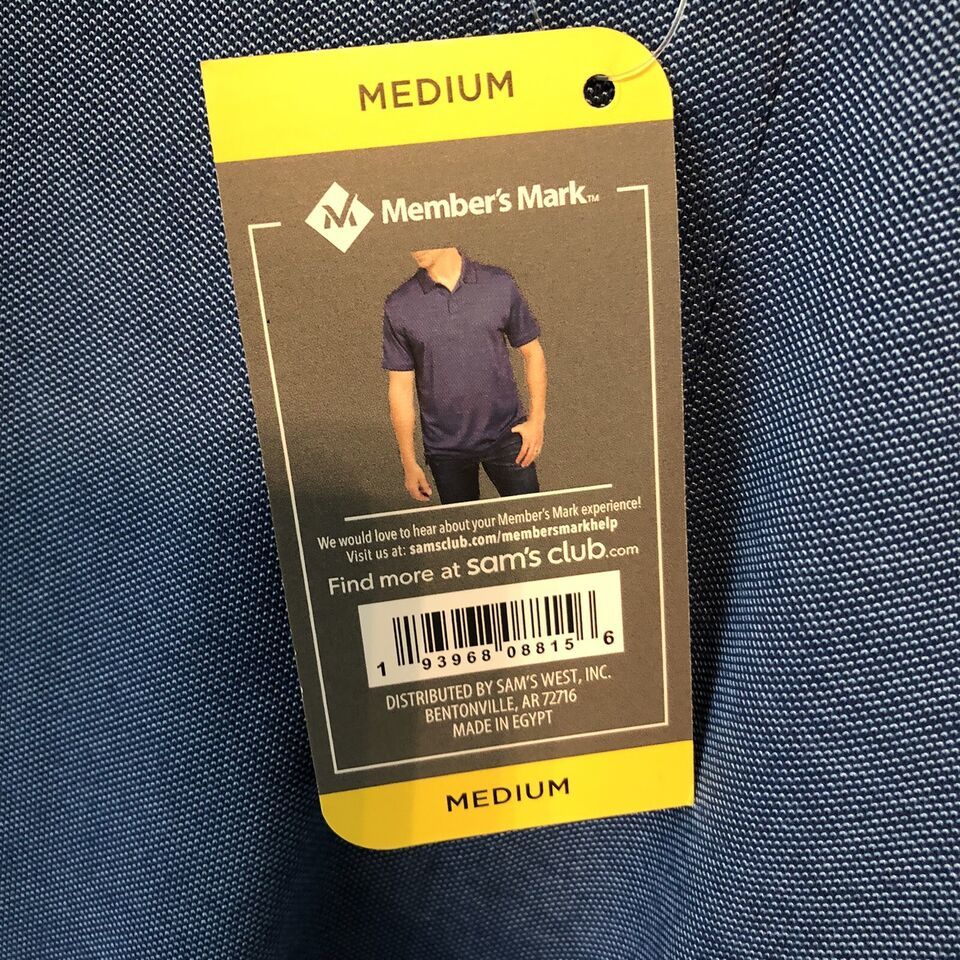 MEDIUM
Member's Mark™
We would love to hear about your Member's Mark experience!
Visit us at: samsclub.com/membersmarkhelp
Find more at sam's club.com
1 93968 08815 6
DISTRIBUTED BY SAM'S WEST, INC.
BENTONVILLE, AR 72716
MADE IN EGYPT
MEDIUM